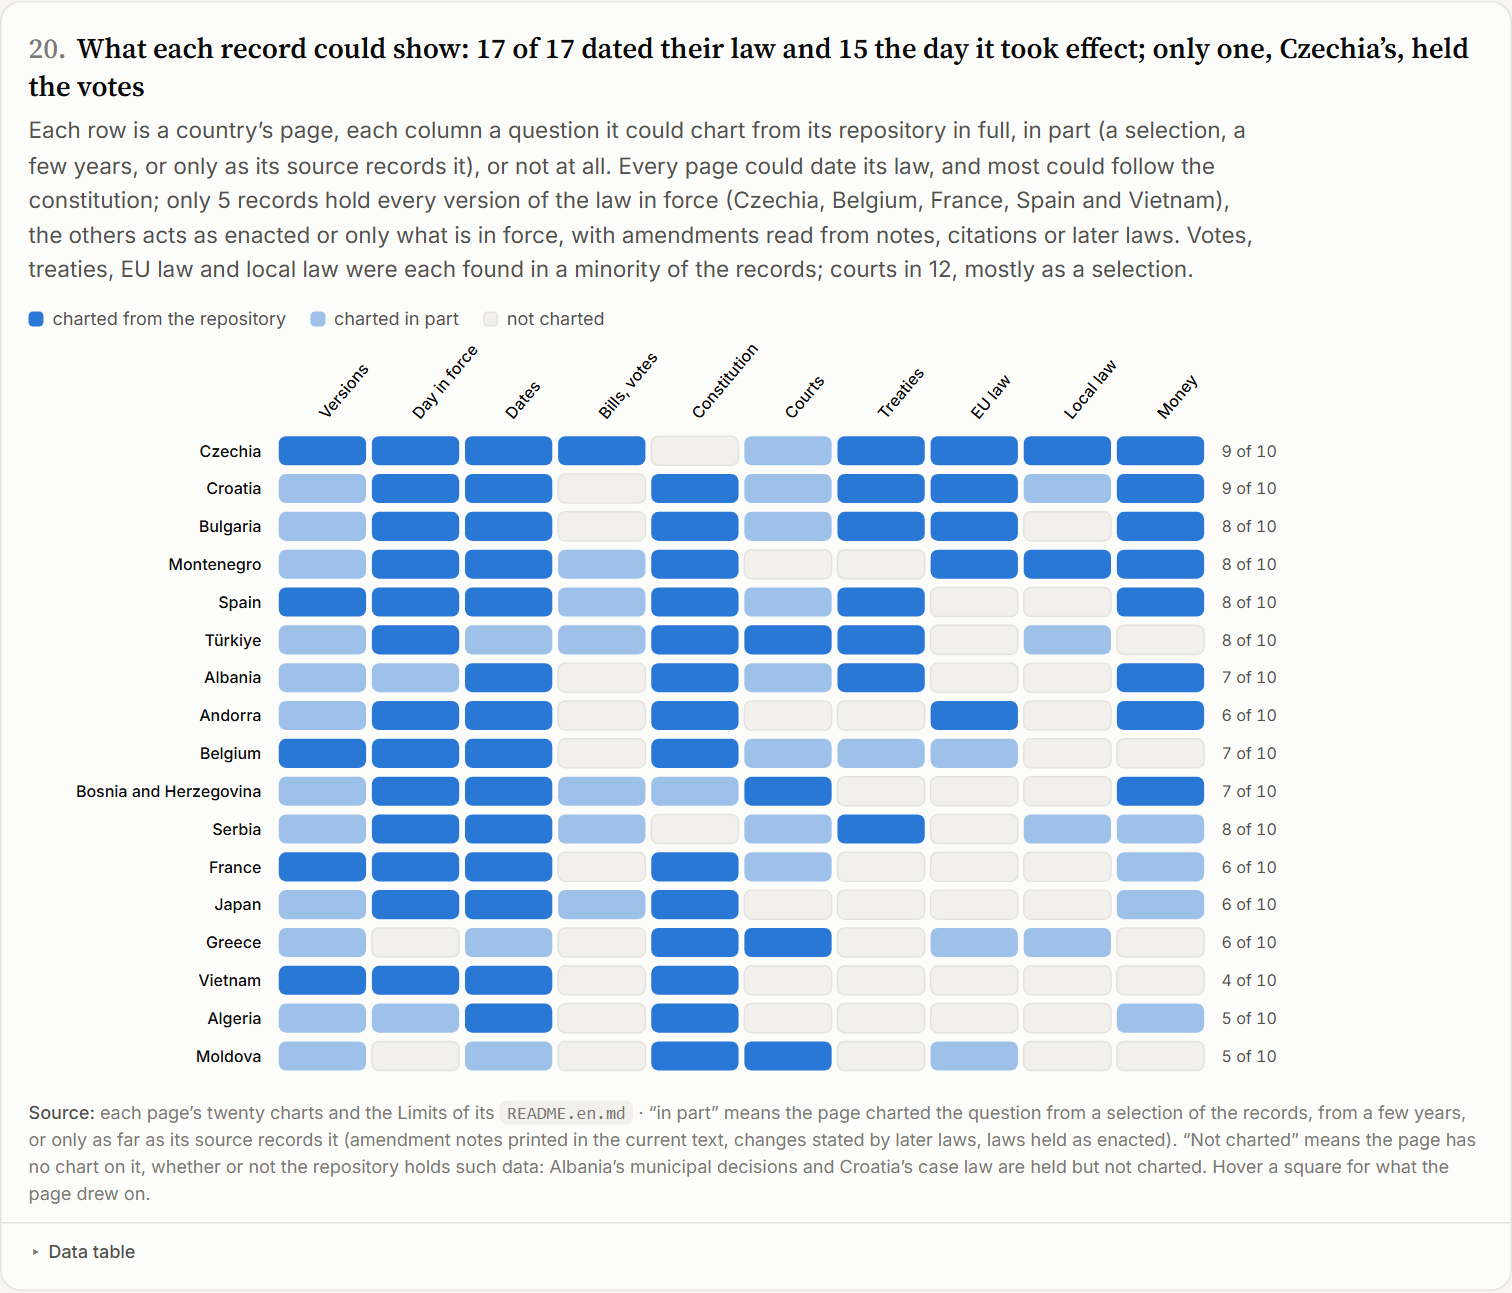 20. What each record could show: 17 of 17 dated their law and 15 the day it took effect; only one, Czechia’s, held
the votes
Each row is a country’s page, each column a question it could chart from its repository in full, in part (a selection, a
few years, or only as its source records it), or not at all. Every page could date its law, and most could follow the
constitution; only 5 records hold every version of the law in force (Czechia, Belgium, France, Spain and Vietnam),
the others acts as enacted or only what is in force, with amendments read from notes, citations or later laws. Votes,
treaties, EU law and local law were each found in a minority of the records; courts in 12, mostly as a selection.
charted from the repository charted in part not charted
Versions Day in force Dates Bills, votes Constitution Courts Treaties EU law Local law Money
Czechia 9 of 10
Croatia 9 of 10
Bulgaria 8 of 10
Montenegro 8 of 10
Spain 8 of 10
Türkiye 8 of 10
Albania 7 of 10
Andorra 6 of 10
Belgium 7 of 10
Bosnia and Herzegovina 7 of 10
Serbia 8 of 10
France 6 of 10
Japan 6 of 10
Greece 6 of 10
Vietnam 4 of 10
Algeria 5 of 10
Moldova 5 of 10
Source: each page’s twenty charts and the Limits of its README.en.md · “in part” means the page charted the question from a selection of the records, from a few years,
or only as far as its source records it (amendment notes printed in the current text, changes stated by later laws, laws held as enacted). “Not charted” means the page has
no chart on it, whether or not the repository holds such data: Albania’s municipal decisions and Croatia’s case law are held but not charted. Hover a square for what the
page drew on.
Data table